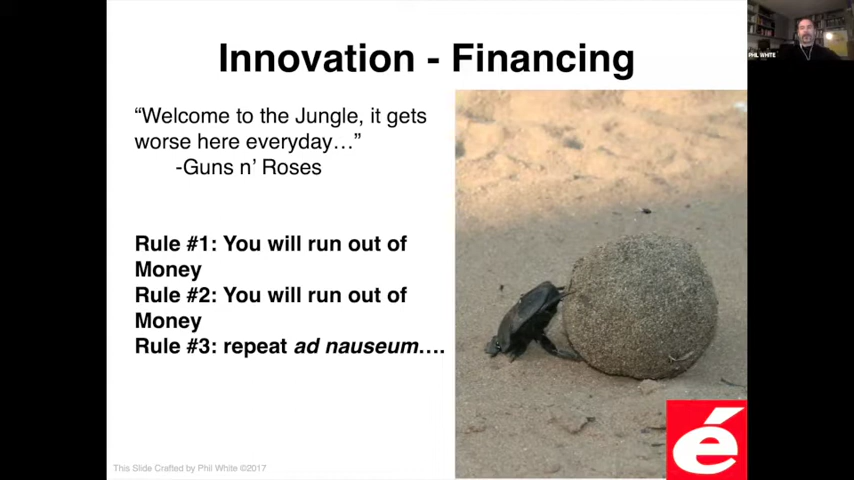 Innovation - Financing
“Welcome to the Jungle, it gets
worse here everyday…”
-Guns n’ Roses
Rule #1: You will run out of
Money
Rule #2: You will run out of
Money
Rule #3: repeat ad nauseum….
é
This Slide Crafted by Phil White ©2017
PHIL WHITE